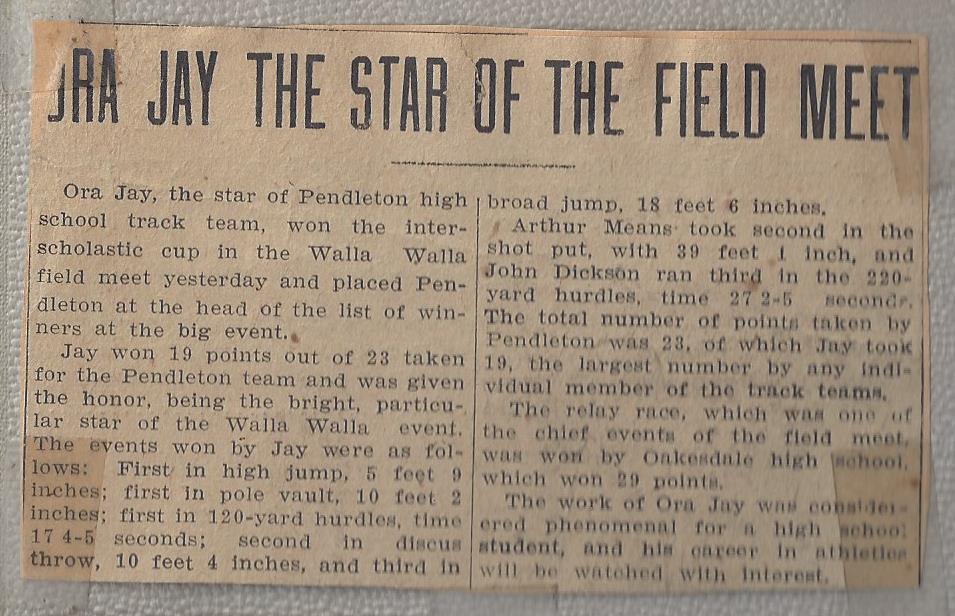 ORA JAY THE STAR OF THE FIELD MEET
Ora Jay, the star of Pendleton high
school track team, won the inter-
scholastic cup in the Walla Walla
field meet yesterday and placed Pen-
dleton at the head of the list of win-
ners at the big event.
Jay won 19 points out of 23 taken
for the Pendleton team and was given
the honor, being the bright, particu-
lar star of the Walla Walla event.
The events won by Jay were as fol-
lows: First in high jump, 5 feet 9
inches; first in pole vault, 10 feet 2
inches; first in 120-yard hurdles, time
17 4-5 seconds; second in discus
throw, 10 feet 4 inches, and third in
broad jump, 18 feet 6 inches.
Arthur Means took second in the
shot put, with 39 feet 1 inch, and
John Dickson ran third in the 220-
yard hurdles, time 27 2-5 seconds.
The total number of points taken by
Pendleton was 23, of which Jay took
19, the largest number by any indi-
vidual member of the track teams.
The relay race, which was one of
the chief events of the field meet,
was won by Oakesdale high school,
which won 29 points.
The work of Ora Jay was consider-
ered phenomenal for a high school
student, and his career in athletics
will be watched with interest.